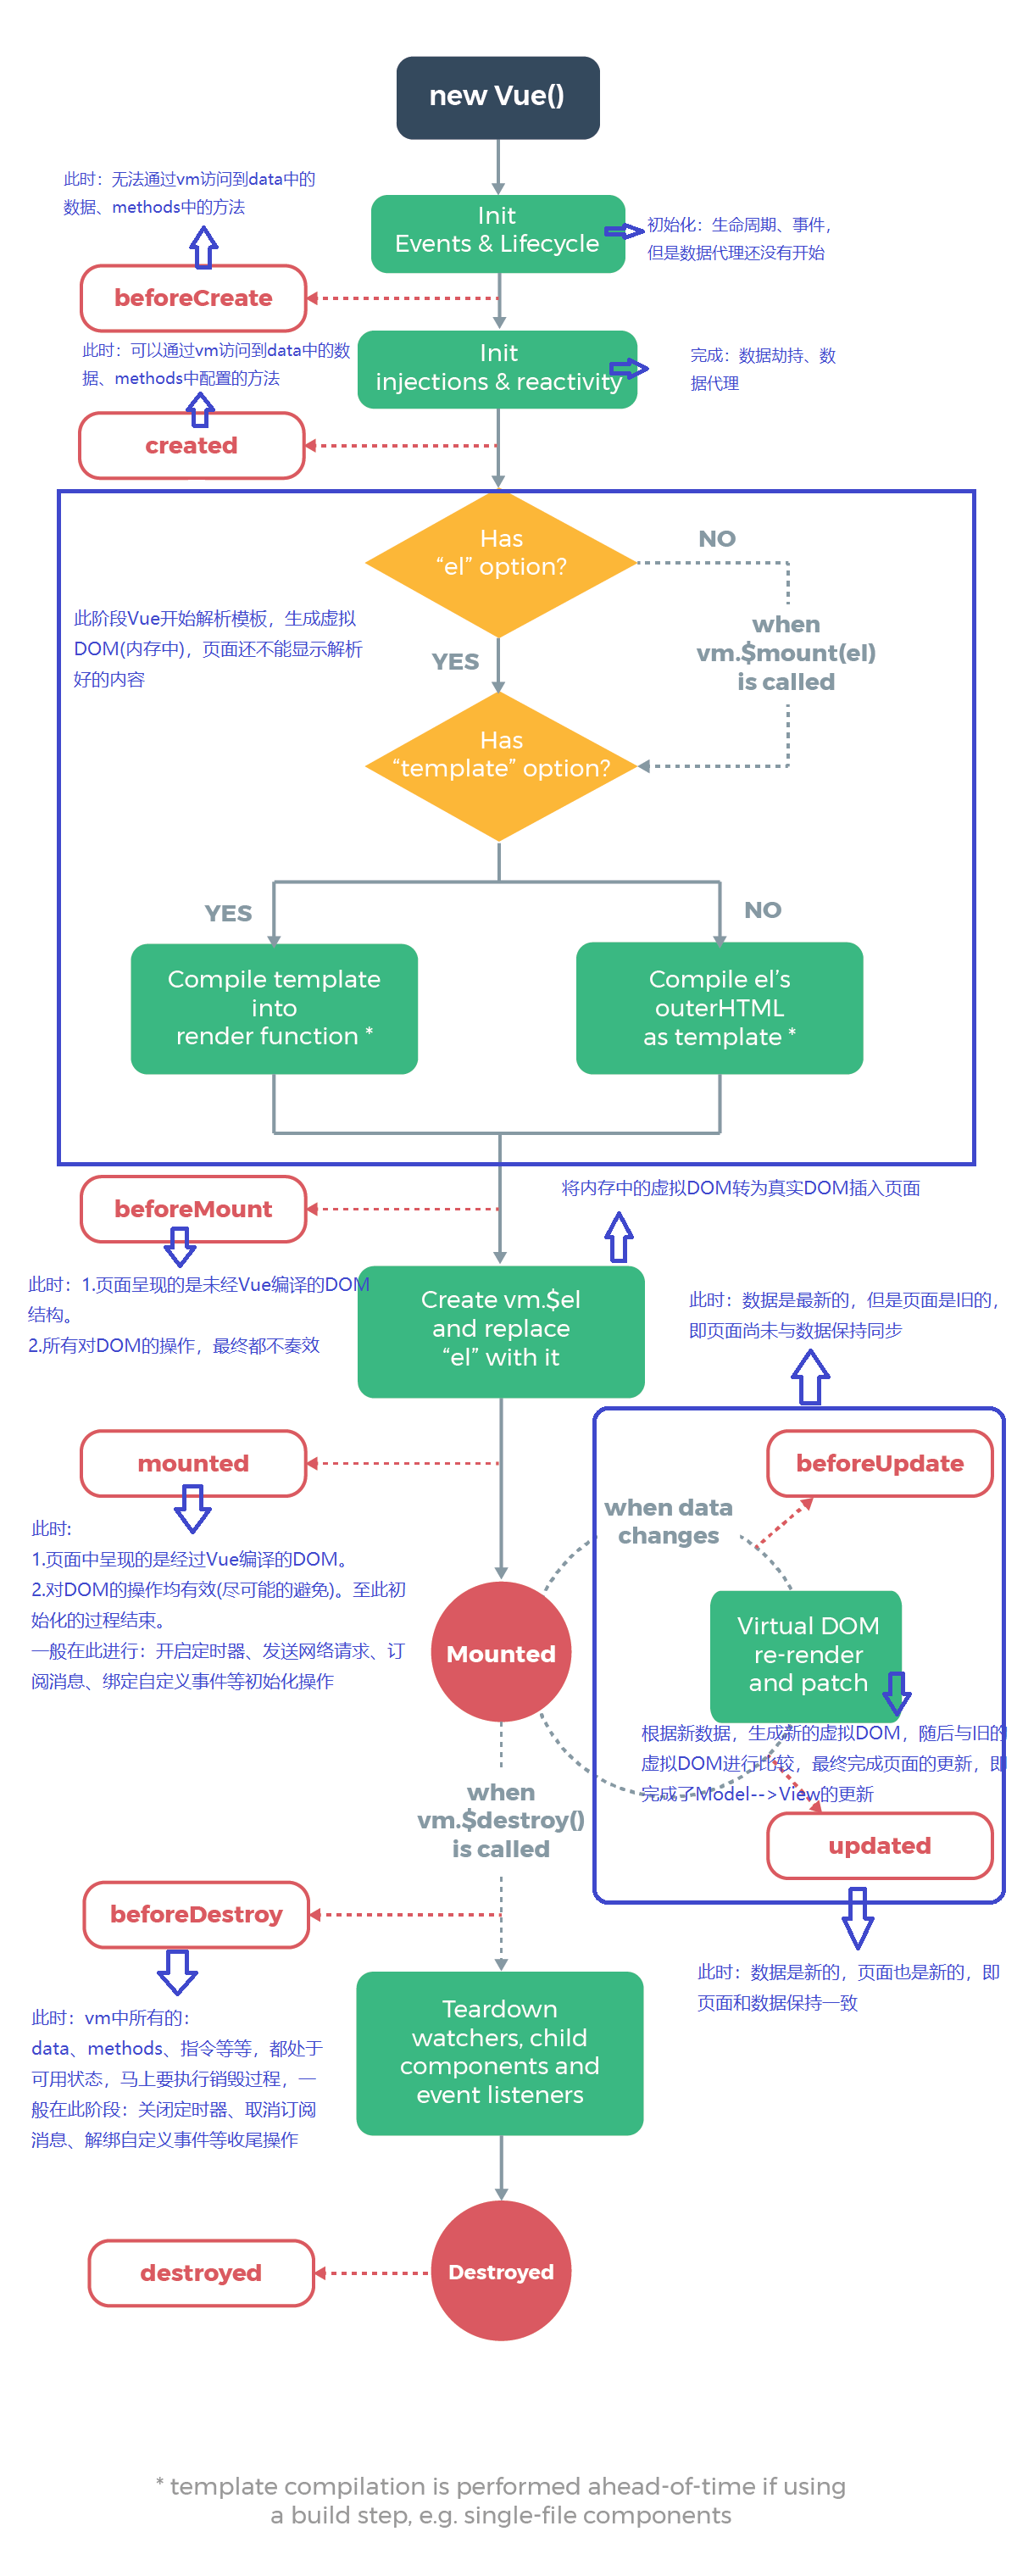 new Vue()
此时：无法通过vm访问到data中的
数据、methods中的方法
Init
Events & Lifecycle
初始化：生命周期、事件，
但是数据代理还没有开始
beforeCreate
此时：可以通过vm访问到data中的数
据、methods中配置的方法
Init
injections & reactivity
完成：数据劫持、数
据代理
created
Has
“el” option?
NO
此阶段Vue开始解析模板，生成虚拟
DOM(内存中)，页面还不能显示解析
好的内容
YES
when
vm.$mount(el)
is called
Has
“template” option?
YES
NO
Compile template
into
render function *
Compile el’s
outerHTML
as template *
beforeMount
将内存中的虚拟DOM转为真实DOM插入页面
此时：1.页面呈现的是未经Vue编译的DOM
结构。
2.所有对DOM的操作，最终都不奏效
Create vm.$el
and replace
“el” with it
此时：数据是最新的，但是页面是旧的，
即页面尚未与数据保持同步
mounted
beforeUpdate
when data
changes
此时:
1.页面中呈现的是经过Vue编译的DOM。
2.对DOM的操作均有效(尽可能的避免)。至此初
始化的过程结束。
一般在此进行：开启定时器、发送网络请求、订
阅消息、绑定自定义事件等初始化操作
Mounted
Virtual DOM
re-render
and patch
根据新数据，生成新的虚拟DOM，随后与旧的
虚拟DOM进行比较，最终完成页面的更新，即
完成了Model-->View的更新
when
vm.$destroy()
is called
updated
beforeDestroy
此时：数据是新的，页面也是新的，即
页面和数据保持一致
此时：vm中所有的：
data、methods、指令等等，都处于
可用状态，马上要执行销毁过程，一
般在此阶段：关闭定时器、取消订阅
消息、解绑自定义事件等收尾操作
Teardown
watchers, child
components and
event listeners
destroyed
Destroyed
* template compilation is performed ahead-of-time if using
a build step, e.g. single-file components